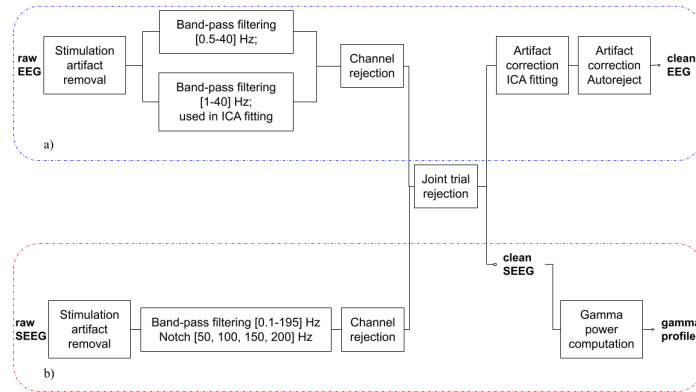 raw
EEG
Stimulation
artifact
removal
Band-pass filtering
[0.5-40] Hz;
Band-pass filtering
[1-40] Hz;
used in ICA fitting
Channel
rejection
Artifact
correction
ICA fitting
Artifact
correction
Autoreject
clean
EEG
a)
Joint trial
rejection
clean
SEEG
raw
SEEG
Stimulation
artifact
removal
Band-pass filtering [0.1-195] Hz
Notch [50, 100, 150, 200] Hz
Channel
rejection
Gamma
power
computation
gamma
profile
b)